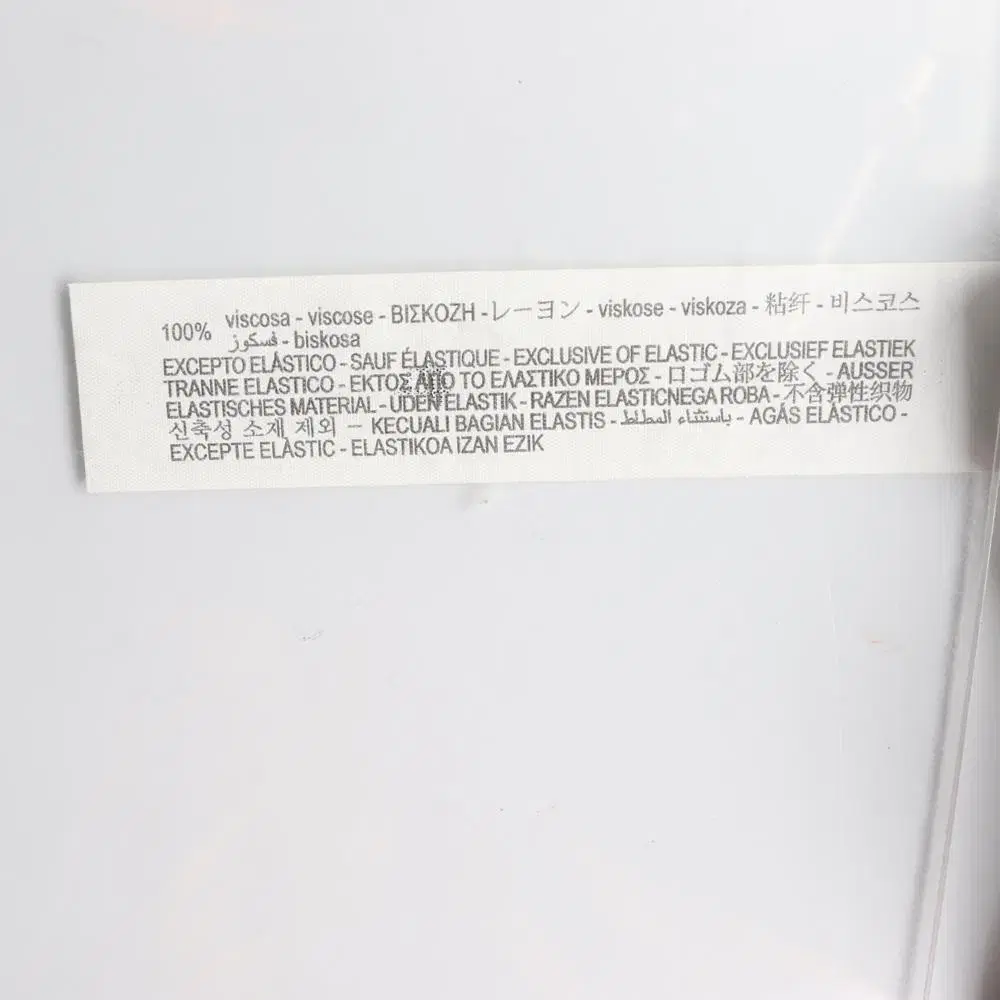 100% viscosa - viscose - ΒΙΣΚΟΖΗ - レーヨン - viskose - viskoza - 粘纤 - 비스코스
فسكوز - biskosa
EXCEPTO ELÁSTICO - SAUF ÉLASTIQUE - EXCLUSIVE OF ELASTIC - EXCLUSIEF ELASTIEK
TRANNE ELASTICO - ΕΚΤΟΣ ΑΠΟ ΤΟ ΕΛΑΣΤΙΚΟ ΜΕΡΟΣ - 口ゴム部を除く - AUSSER
ELASTISCHES MATERIAL - UDEN ELASTIK - RAZEN ELASTICNEGA ROBA - 不含弹性织物
신축성 소재 제외 – KECUALI BAGIAN ELASTIS - باستثناء المطاط - AGÁS ELÁSTICO -
EXCEPTE ELÀSTIC - ELASTIKOA IZAN EZIK